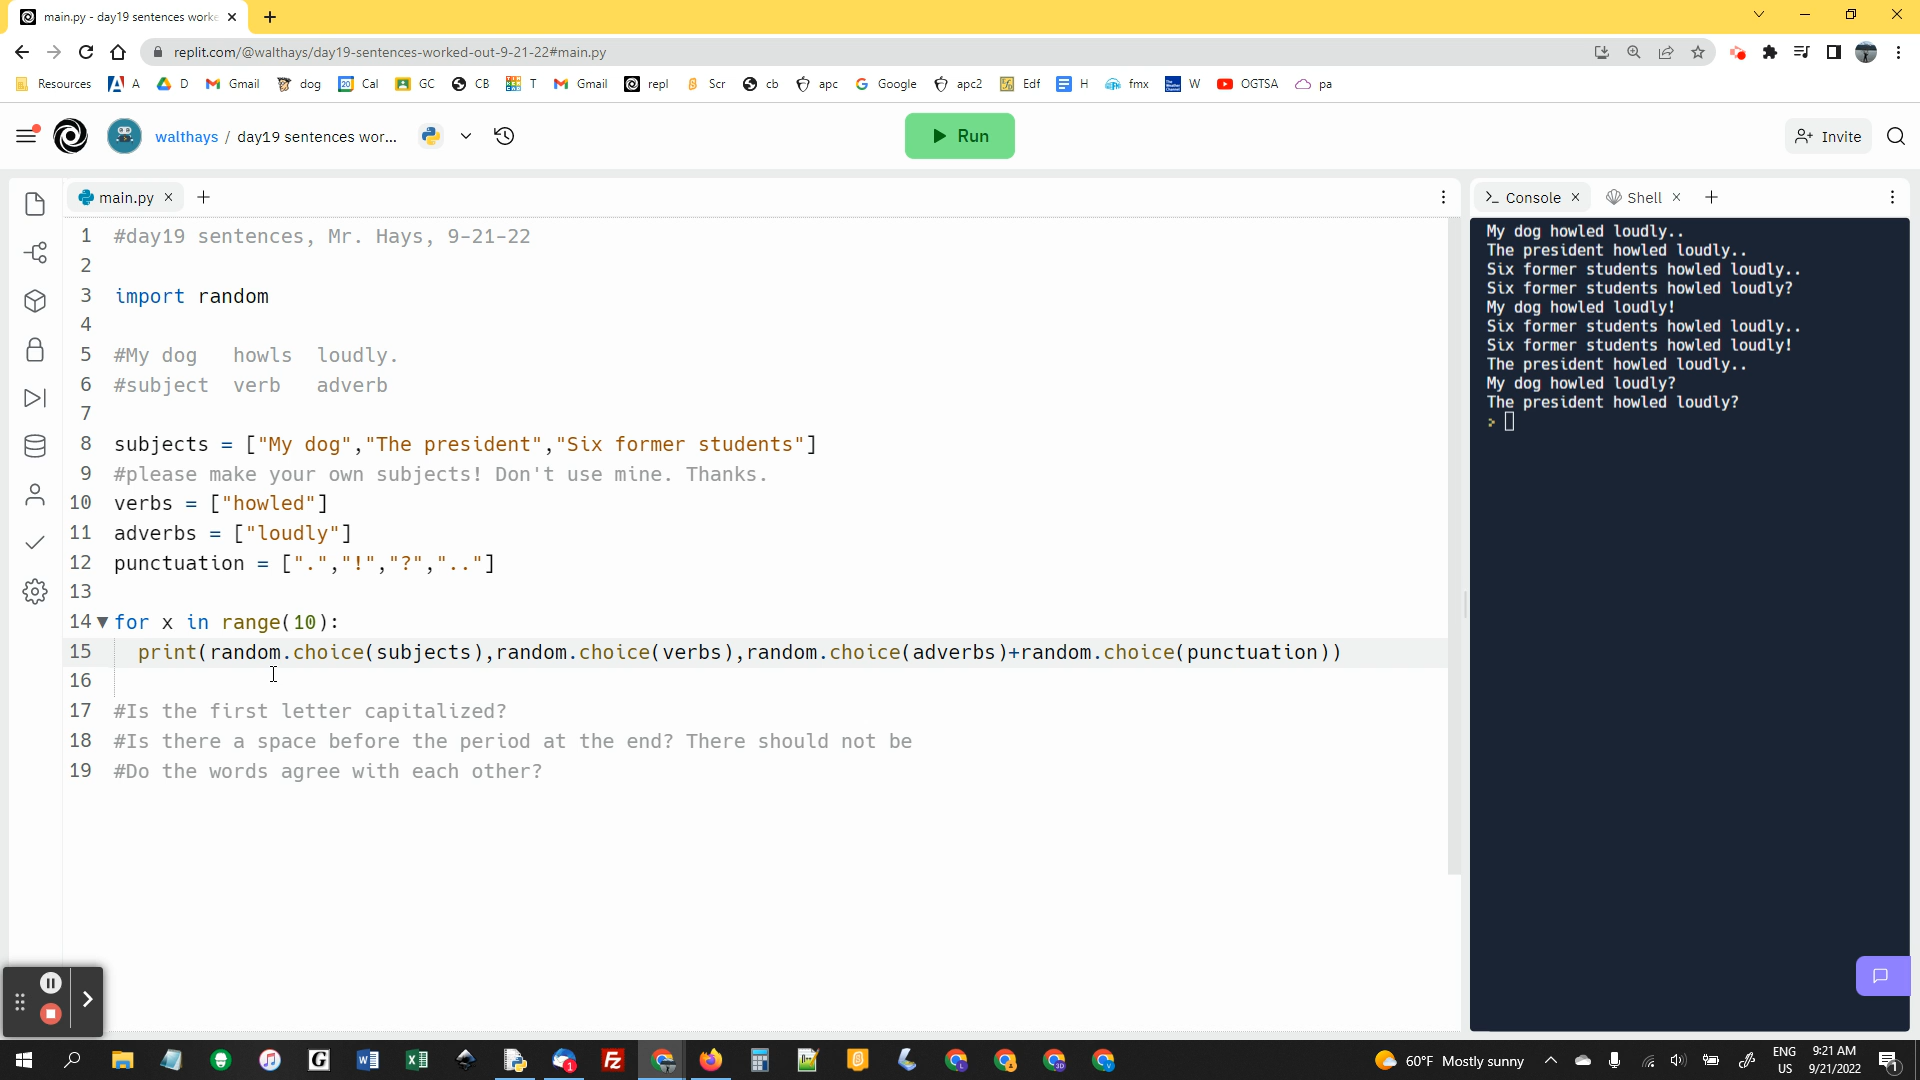 main.py - day19 sentences worke
replit.com/@walthays/day19-sentences-worked-out-9-21-22#main.py
Resources A D Gmail dog Cal GC CB T Gmail repl Scr cb apc Google apc2 Edf H fmx W OGTSA pa
walthays / day19 sentences wor...
Run
Invite
main.py
Console
Shell
1 #day19 sentences, Mr. Hays, 9-21-22
2
3 import random
4
5 #My dog   howls  loudly.
6 #subject  verb   adverb
7
8 subjects = ["My dog","The president","Six former students"]
9 #please make your own subjects! Don't use mine. Thanks.
10 verbs = ["howled"]
11 adverbs = ["loudly"]
12 punctuation = [".","!","?",".."]
13
14 for x in range(10):
15   print(random.choice(subjects),random.choice(verbs),random.choice(adverbs)+random.choice(punctuation))
16
17 #Is the first letter capitalized?
18 #Is there a space before the period at the end? There should not be
19 #Do the words agree with each other?
My dog howled loudly..
The president howled loudly..
Six former students howled loudly..
Six former students howled loudly?
My dog howled loudly!
Six former students howled loudly..
Six former students howled loudly!
The president howled loudly..
My dog howled loudly?
The president howled loudly?
>
60°F Mostly sunny
ENG
US
9:21 AM
9/21/2022
1